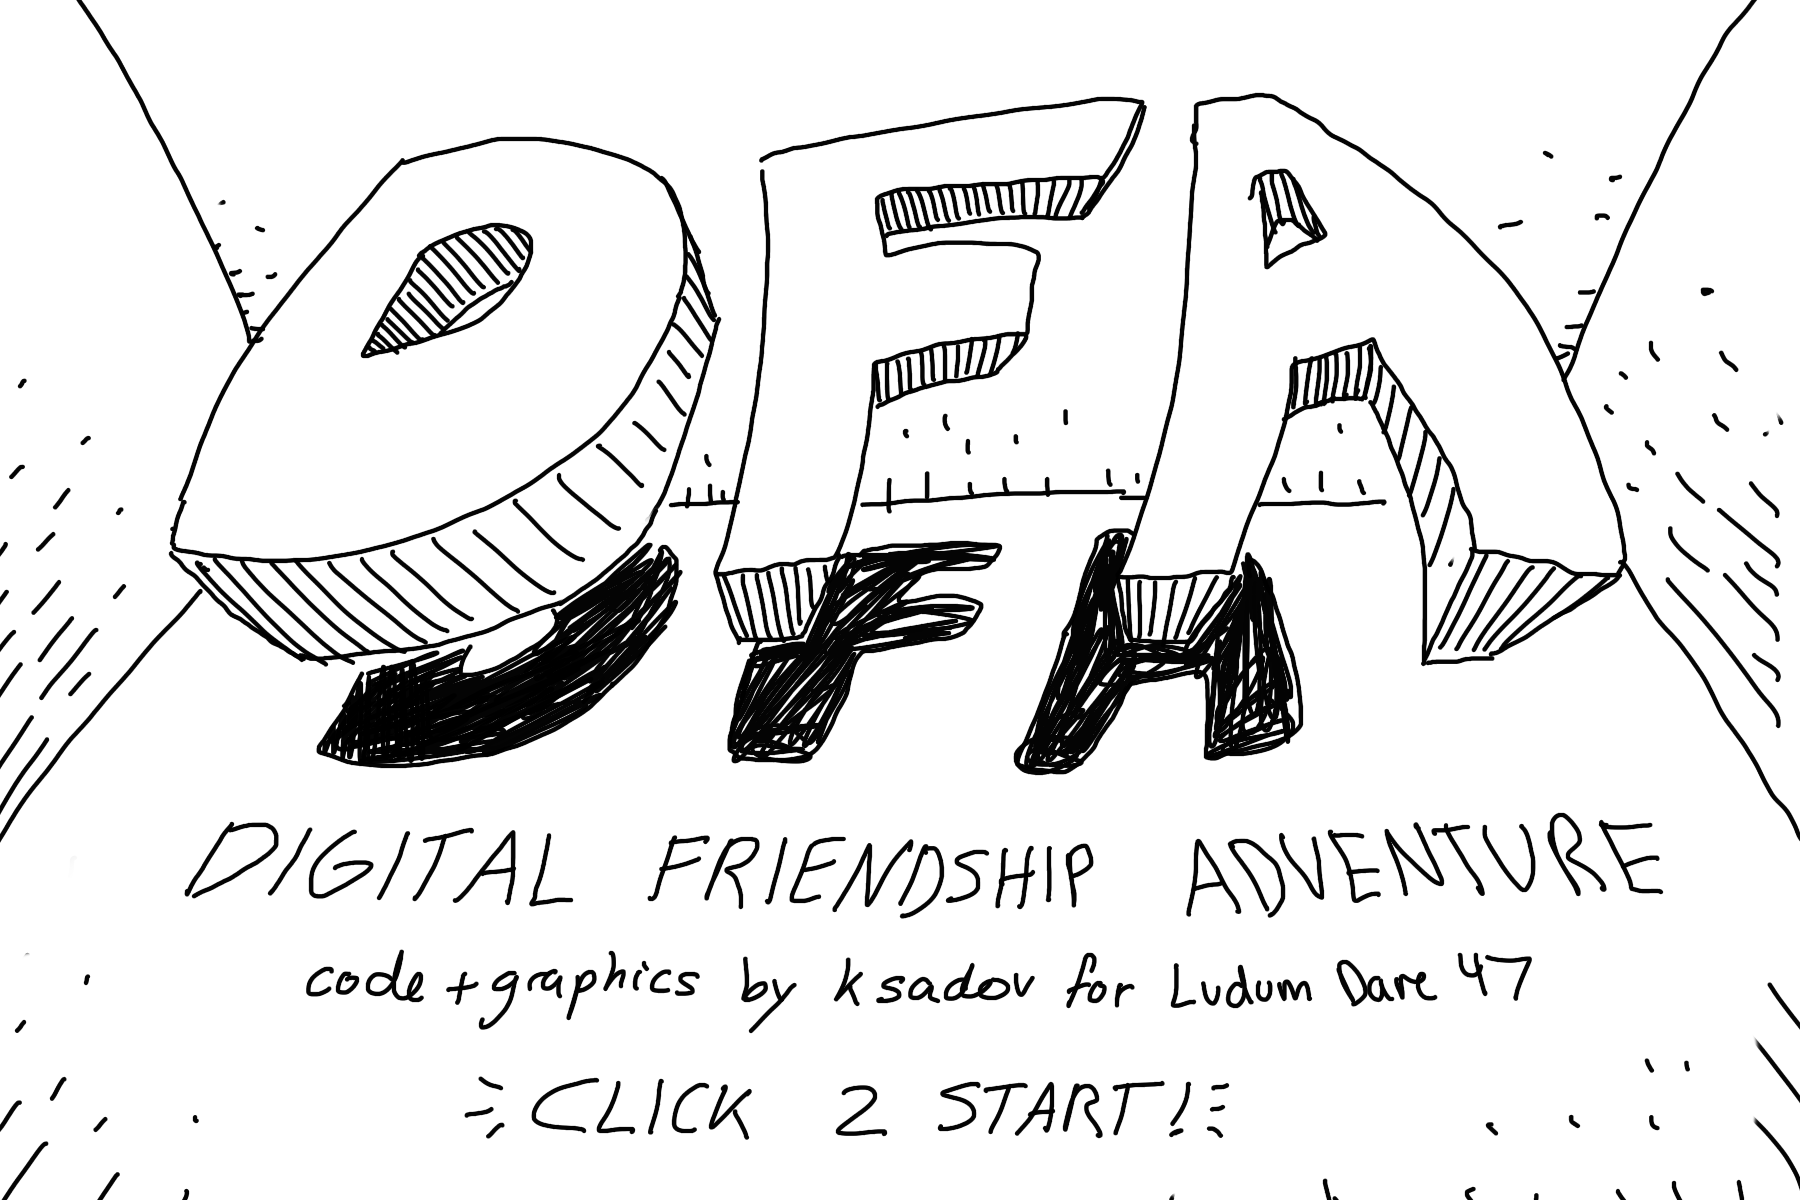 DFA
DIGITAL FRIENDSHIP ADVENTURE
code + graphics by ksadov for Ludum Dare 47
CLICK 2 START!